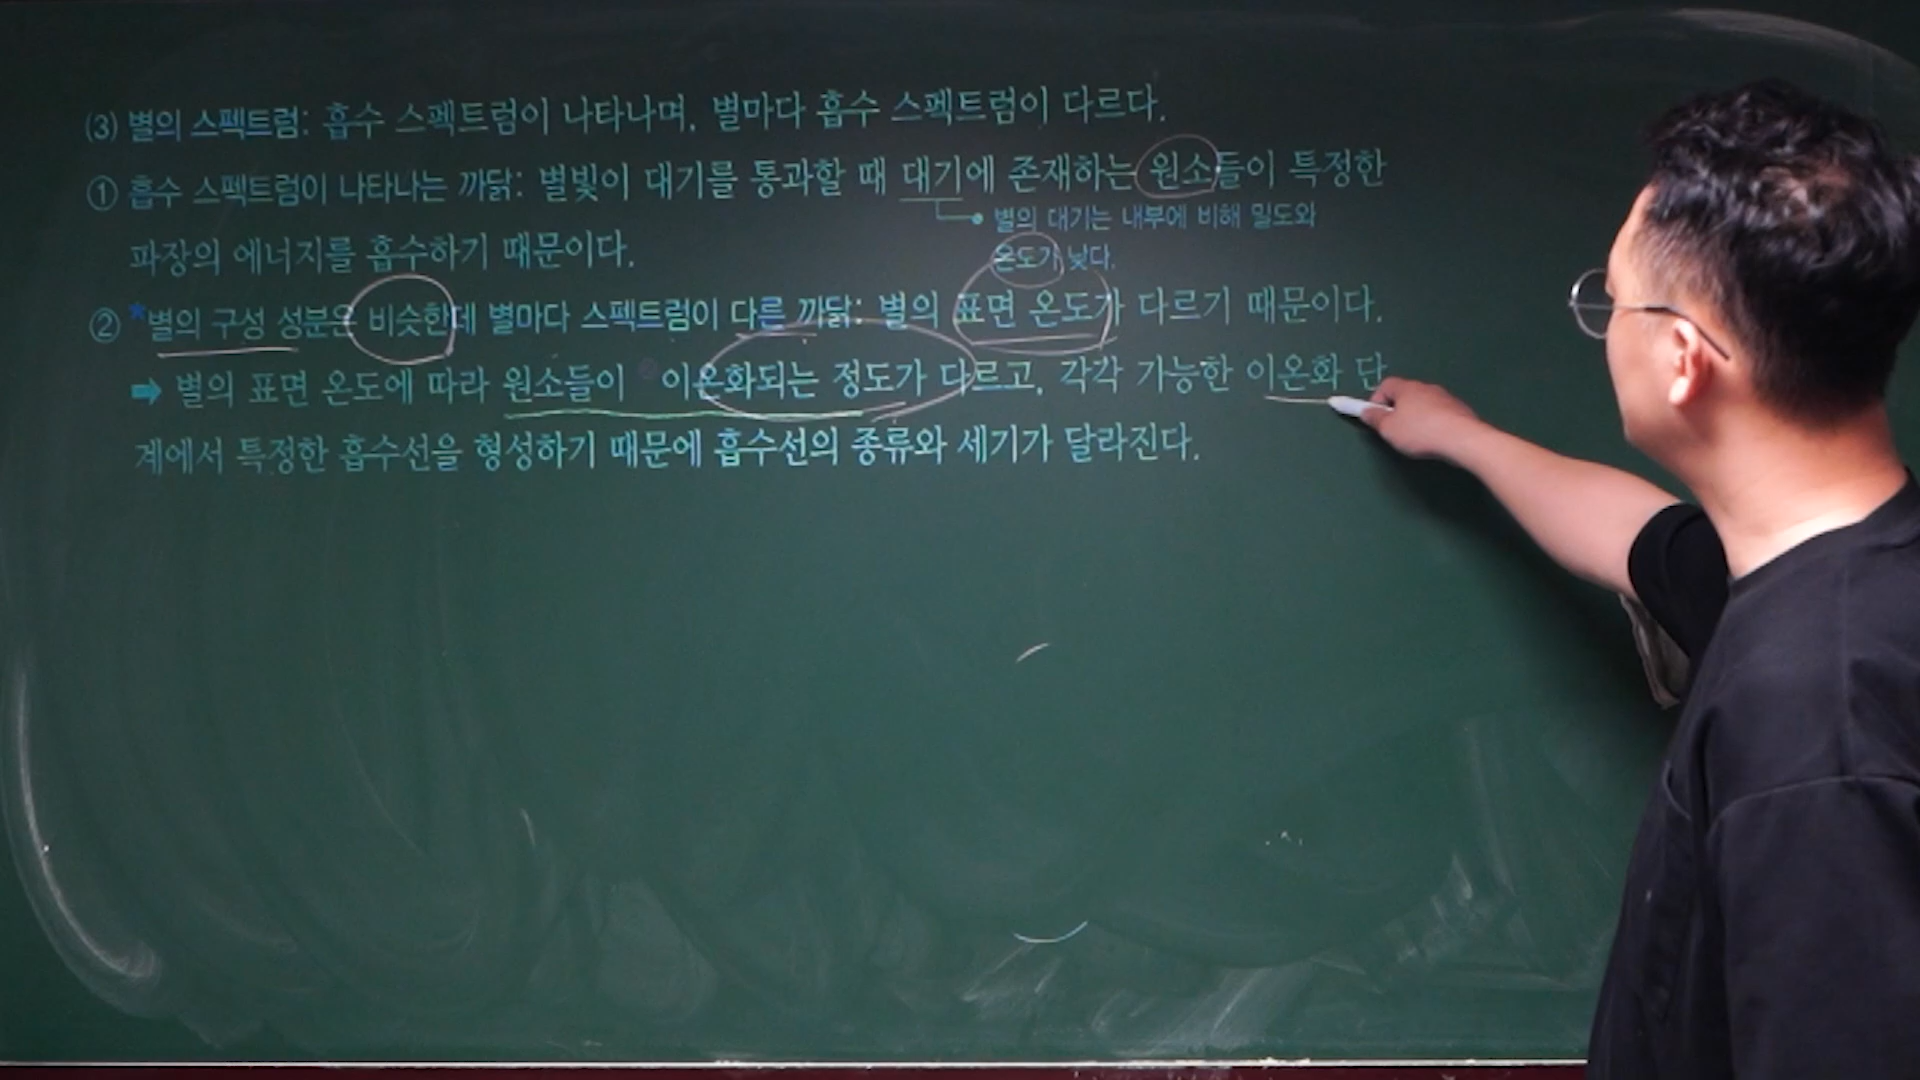 (3) 별의 스펙트럼: 흡수 스펙트럼이 나타나며, 별마다 흡수 스펙트럼이 다르다.
① 흡수 스펙트럼이 나타나는 까닭: 별빛이 대기를 통과할 때 대기에 존재하는 원소들이 특정한
별의 대기는 내부에 비해 밀도와
온도가 낮다.
파장의 에너지를 흡수하기 때문이다.
② *별의 구성 성분은 비슷한데 별마다 스펙트럼이 다른 까닭: 별의 표면 온도가 다르기 때문이다.
➡ 별의 표면 온도에 따라 원소들이 이온화되는 정도가 다르고, 각각 가능한 이온화 단
계에서 특정한 흡수선을 형성하기 때문에 흡수선의 종류와 세기가 달라진다.